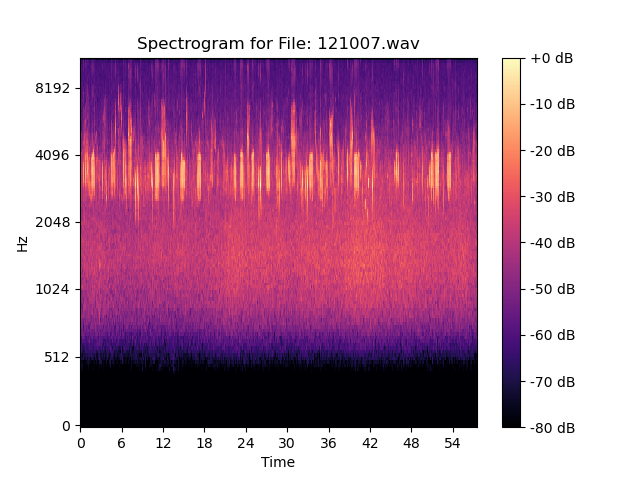 Spectrogram for File: 121007.wav
+0 dB
8192
-10 dB
4096
-20 dB
-30 dB
2048
Hz
-40 dB
1024
-50 dB
-60 dB
512
-70 dB
0
-80 dB
0 6 12 18 24 30 36 42 48 54
Time